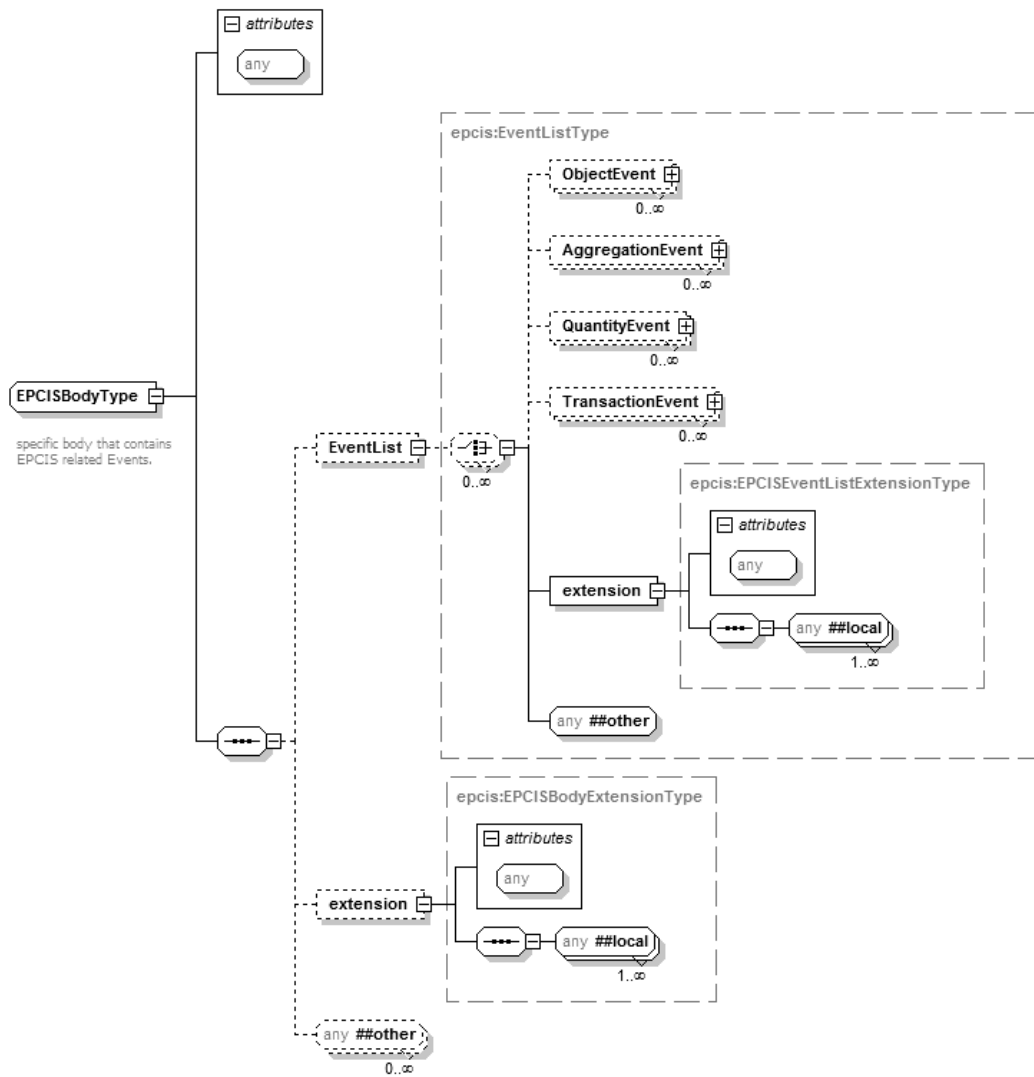 attributes
any
epcis:EventListType
ObjectEvent
0..∞
AggregationEvent
0..∞
QuantityEvent
0..∞
EPCISBodyType
TransactionEvent
0..∞
specific body that contains
EPCIS related Events.
EventList
0..∞
epcis:EPCISEventListExtensionType
attributes
any
extension
any ##local
1..∞
any ##other
epcis:EPCISBodyExtensionType
attributes
any
extension
any ##local
1..∞
any ##other
0..∞